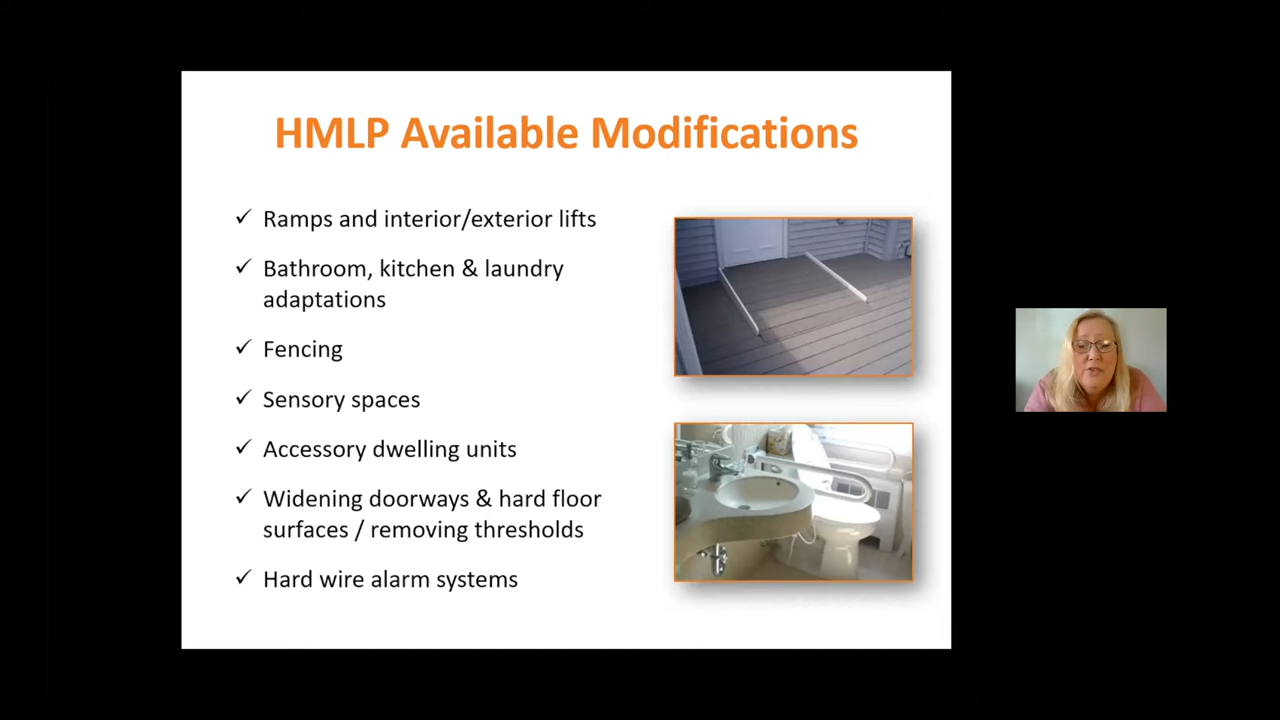 HMLP Available Modifications
✓ Ramps and interior/exterior lifts
✓ Bathroom, kitchen & laundry
adaptations
✓ Fencing
✓ Sensory spaces
✓ Accessory dwelling units
✓ Widening doorways & hard floor
surfaces / removing thresholds
✓ Hard wire alarm systems